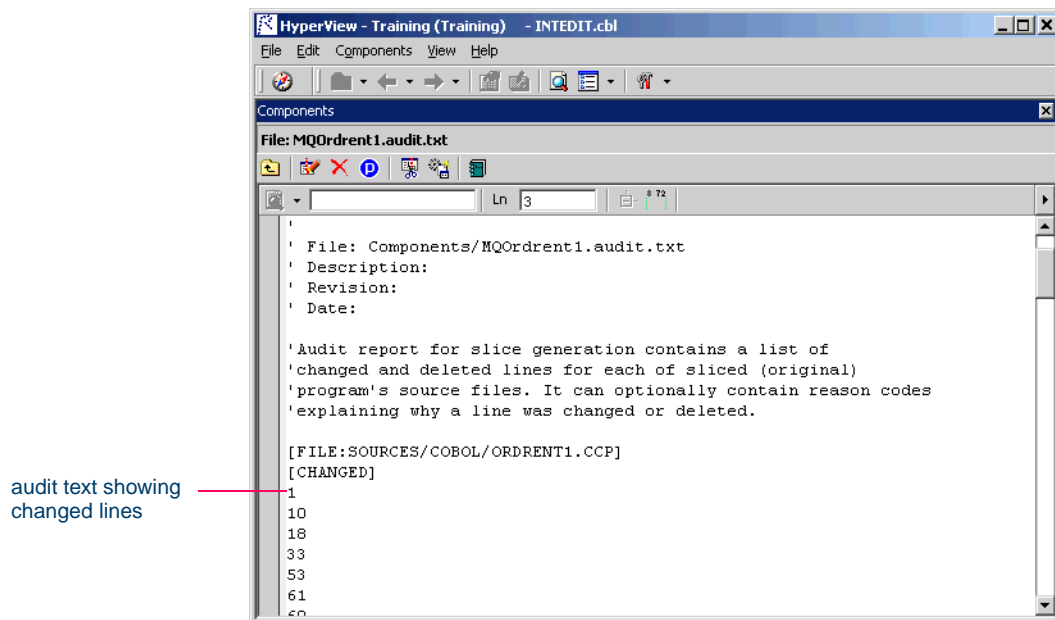 HyperView - Training (Training) - INTEDIT.cbl
File Edit Components View Help
Components
File: MQOrdrent1.audit.txt
Ln 3
8 72
'
' File: Components/MQOrdrent1.audit.txt
' Description:
' Revision:
' Date:
'Audit report for slice generation contains a list of
'changed and deleted lines for each of sliced (original)
'program's source files. It can optionally contain reason codes
'explaining why a line was changed or deleted.
[FILE:SOURCES/COBOL/ORDRENT1.CCP]
[CHANGED]
audit text showing
changed lines
1
10
18
33
53
61